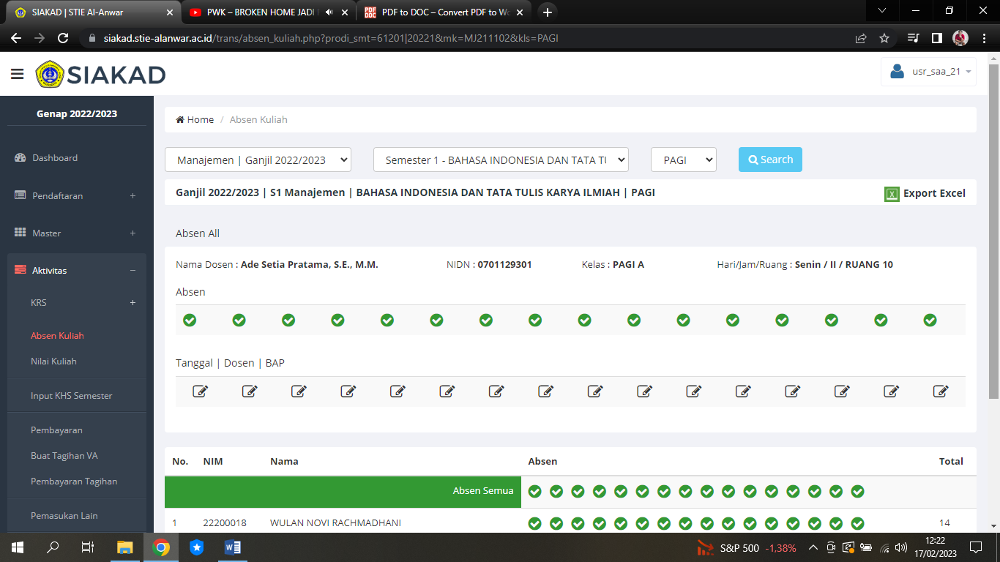 SIAKAD | STIE Al-Anwar
PWK – BROKEN HOME JADI
PDF to DOC – Convert PDF to Wo
siakad.stie-alanwar.ac.id/trans/absen_kuliah.php?prodi_smt=61201|20221&mk=MJ211102&kls=PAGI
SIAKAD
usr_saa_21
Genap 2022/2023
Dashboard
Pendaftaran +
Master +
Aktivitas −
KRS +
Absen Kuliah
Nilai Kuliah
Input KHS Semester
Pembayaran
Buat Tagihan VA
Pembayaran Tagihan
Pemasukan Lain
Home / Absen Kuliah
Manajemen | Ganjil 2022/2023
Semester 1 - BAHASA INDONESIA DAN TATA TU
PAGI
Search
Ganjil 2022/2023 | S1 Manajemen | BAHASA INDONESIA DAN TATA TULIS KARYA ILMIAH | PAGI
Export Excel
Absen All
Nama Dosen : Ade Setia Pratama, S.E., M.M. NIDN : 0701129301 Kelas : PAGI A Hari/Jam/Ruang : Senin / II / RUANG 10
Absen
Tanggal | Dosen | BAP
No. NIM Nama Absen Total
Absen Semua
1 22200018 WULAN NOVI RACHMADHANI 14
S&P 500 -1,38%
12:22
17/02/2023